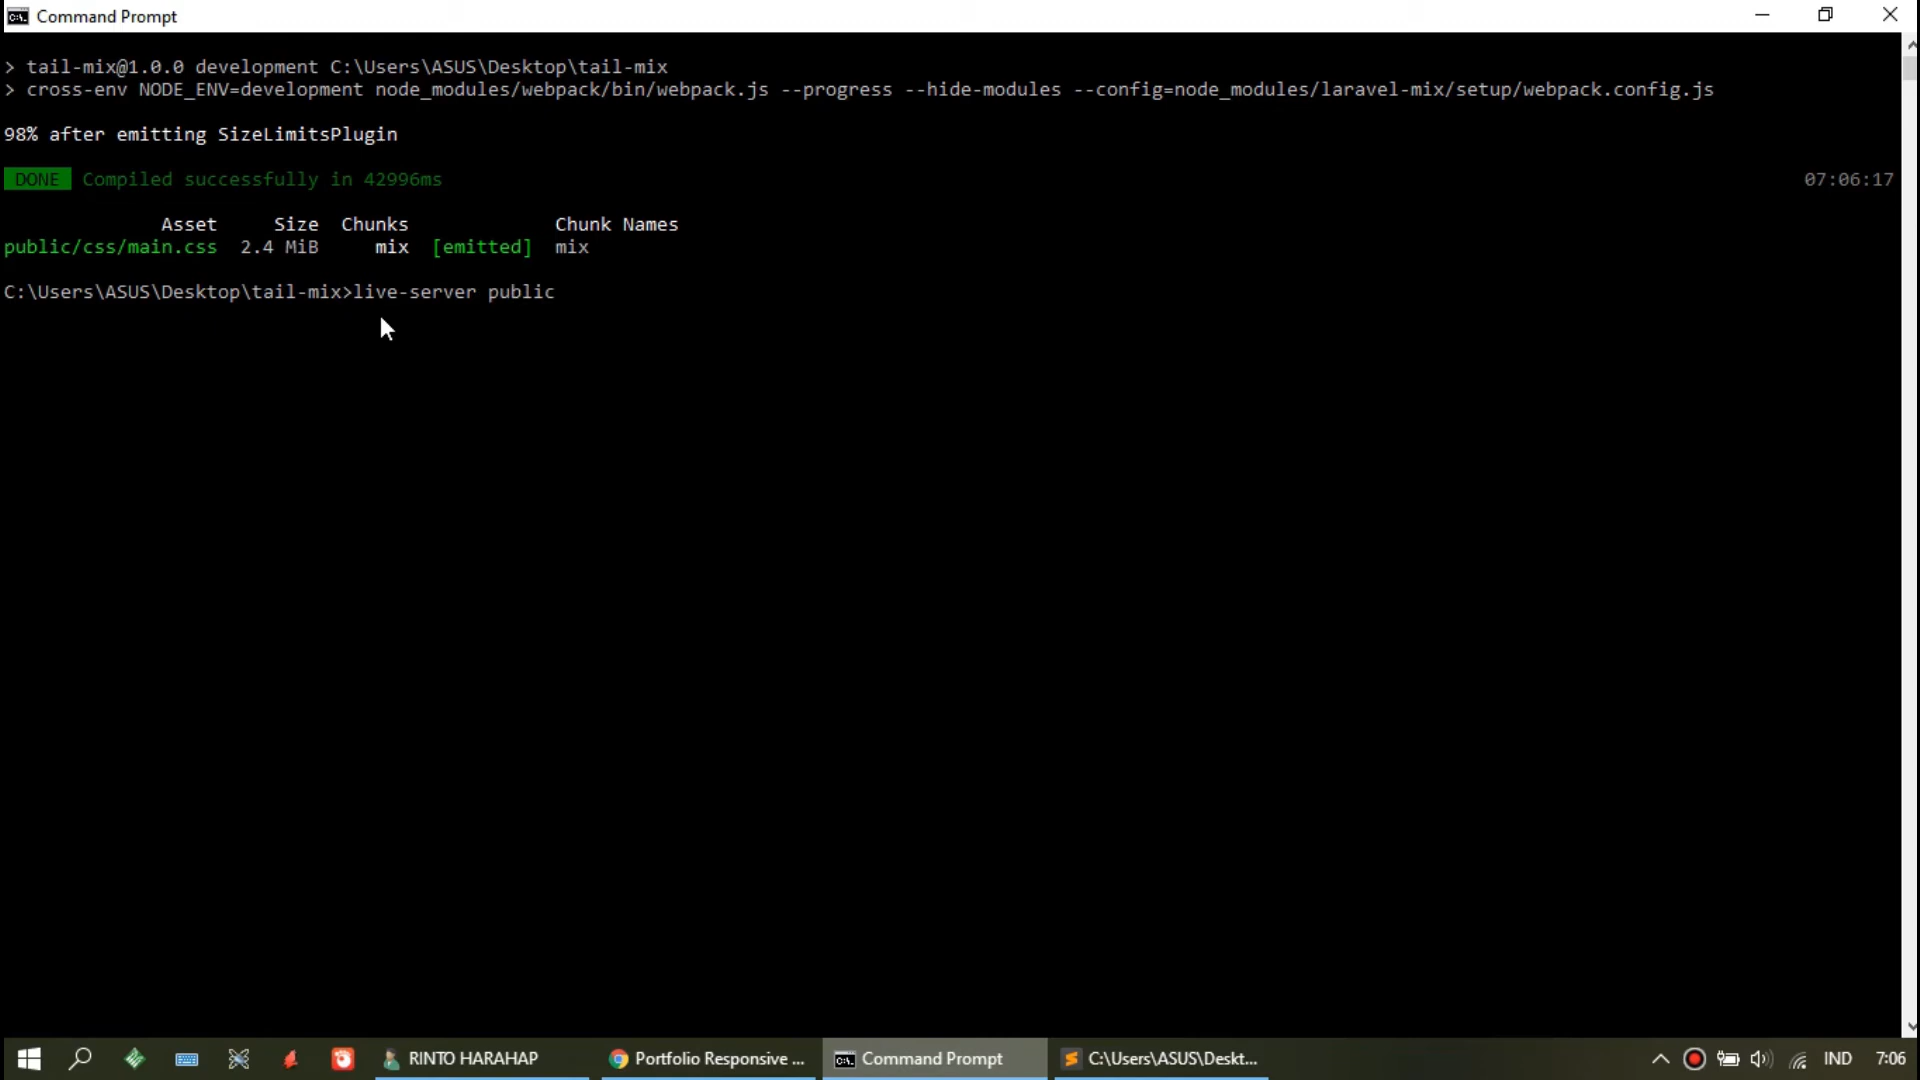 Command Prompt
> tail-mix@1.0.0 development C:\Users\ASUS\Desktop\tail-mix
> cross-env NODE_ENV=development node_modules/webpack/bin/webpack.js --progress --hide-modules --config=node_modules/laravel-mix/setup/webpack.config.js
98% after emitting SizeLimitsPlugin
DONE Compiled successfully in 42996ms 07:06:17
Asset Size Chunks Chunk Names
public/css/main.css 2.4 MiB mix [emitted] mix
C:\Users\ASUS\Desktop\tail-mix>live-server public
RINTO HARAHAP Portfolio Responsive ... Command Prompt C:\Users\ASUS\Deskt... IND 7:06